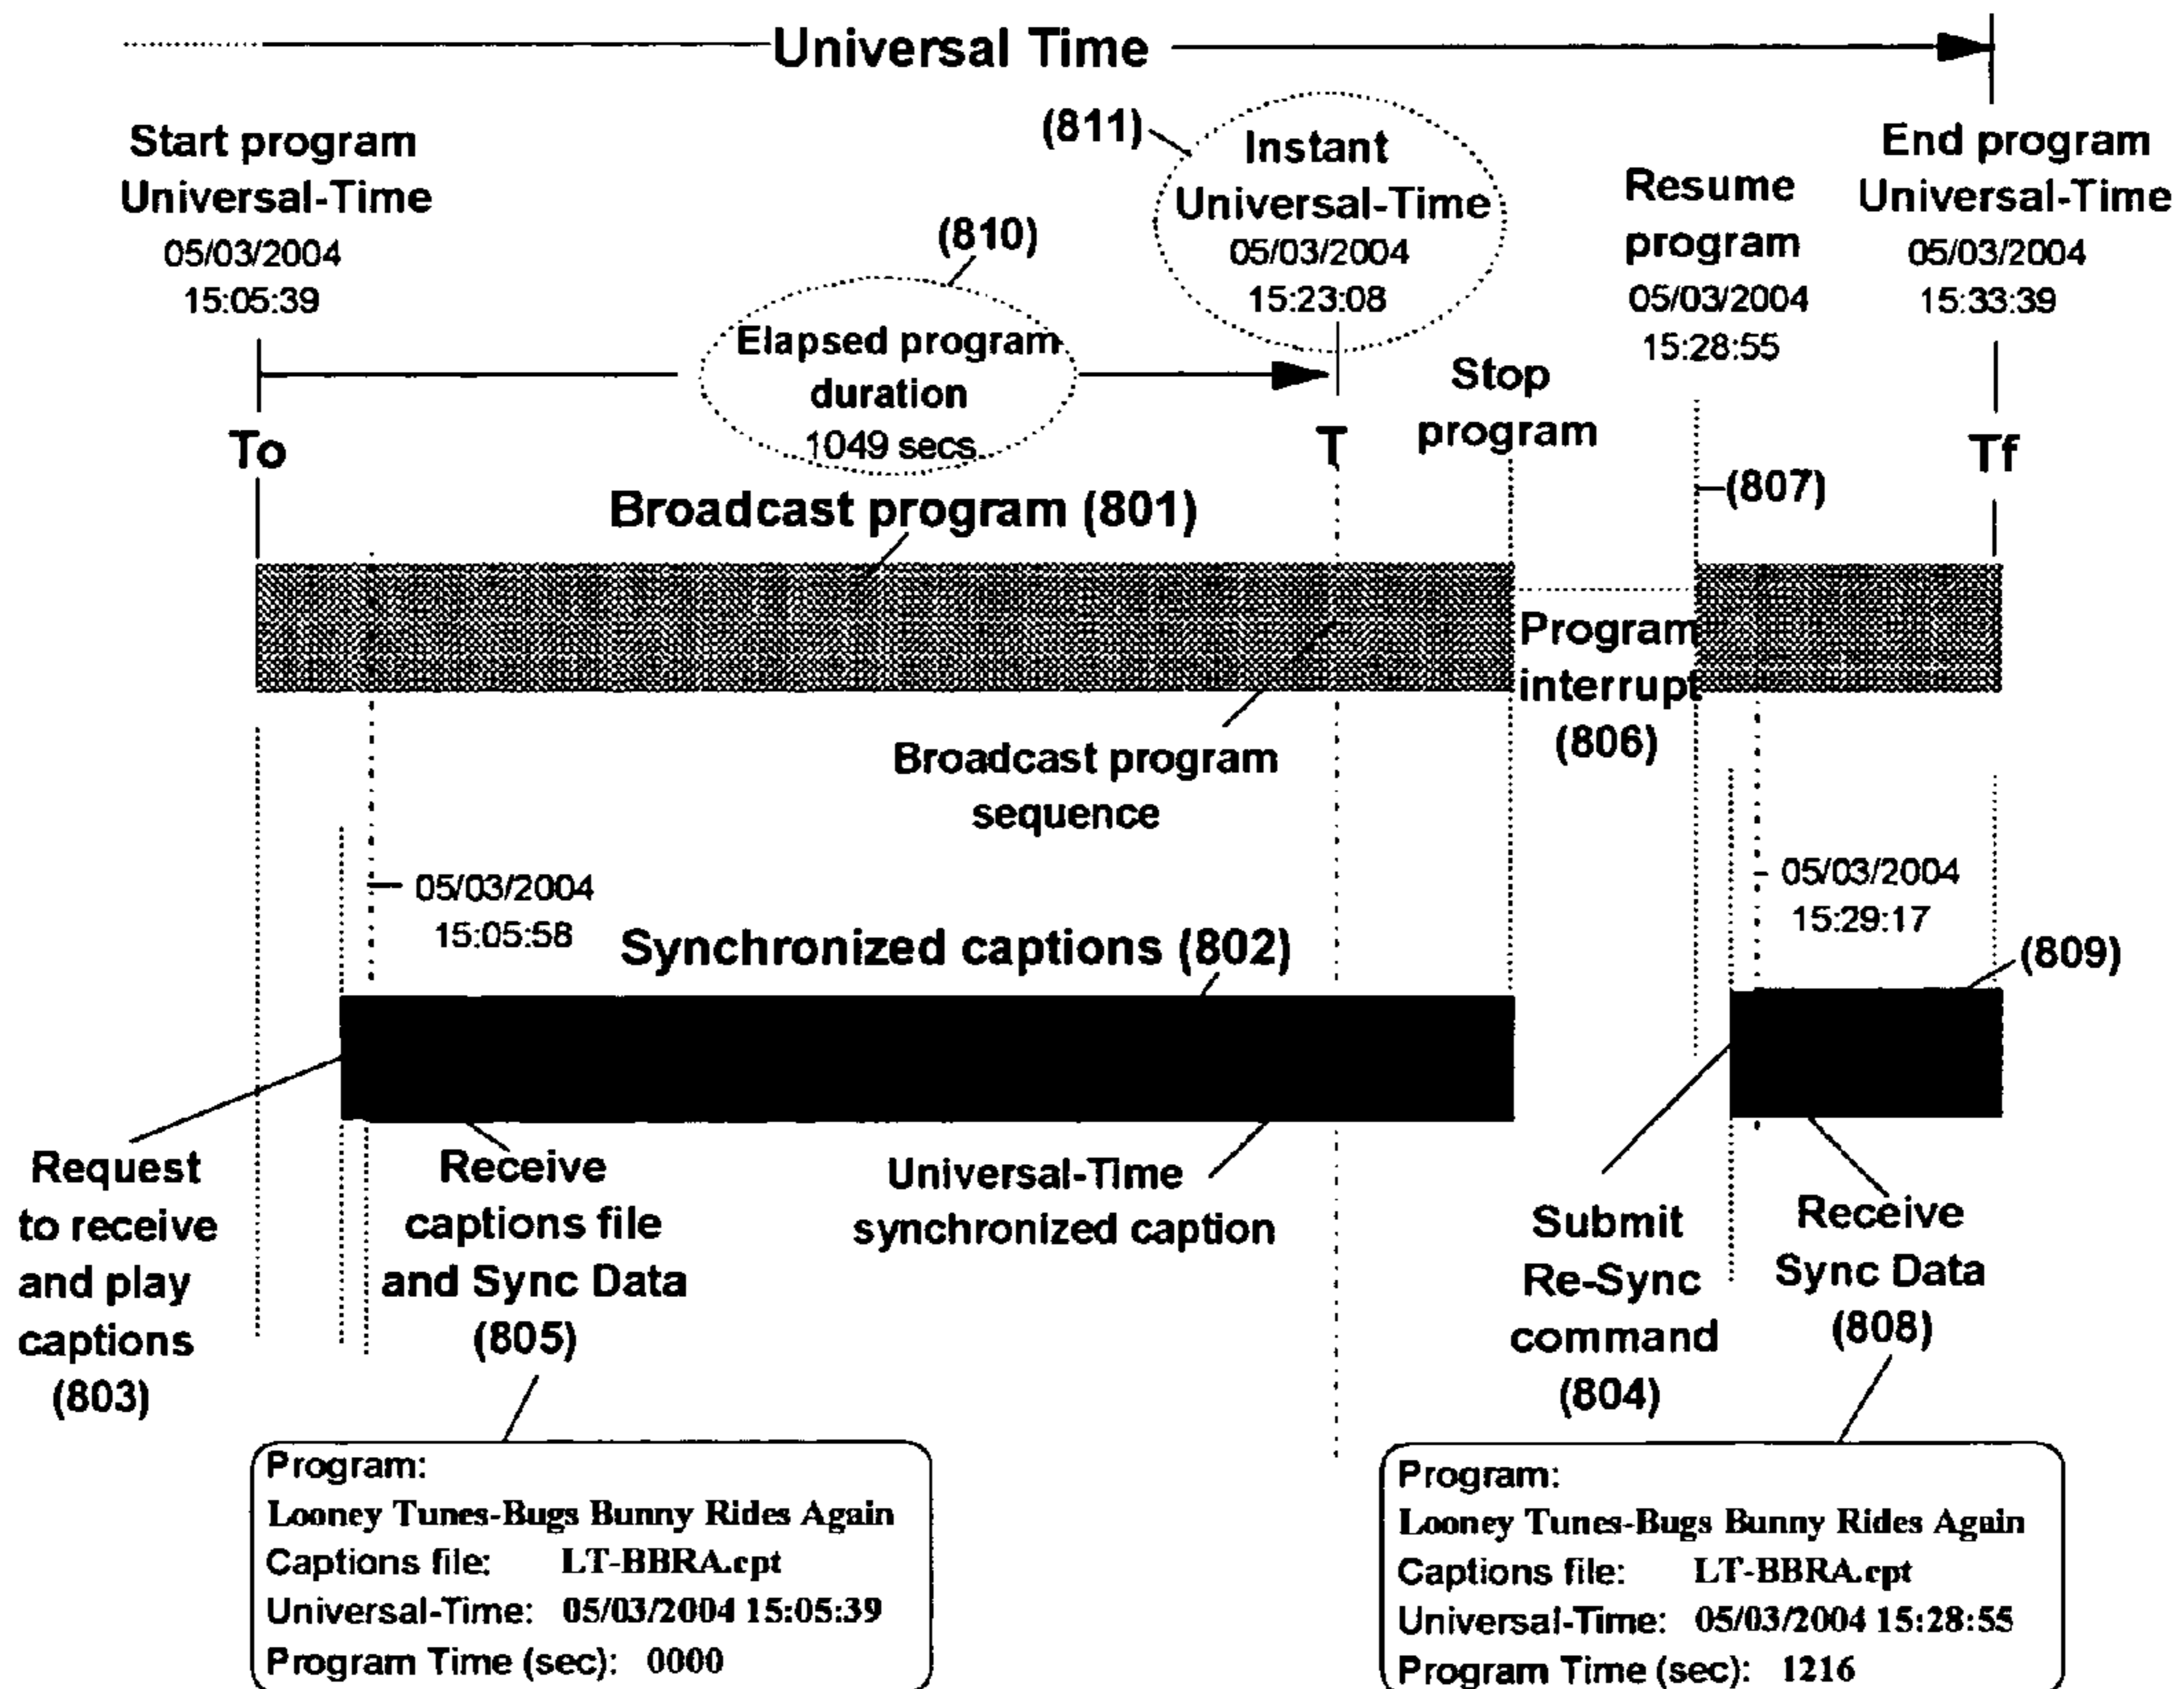 Universal Time
Start program
Universal-Time
05/03/2004
15:05:39
(810)
Elapsed program
duration
1049 secs
(811)
Instant
Universal-Time
05/03/2004
15:23:08
Stop
program
Resume
program
05/03/2004
15:28:55
End program
Universal-Time
05/03/2004
15:33:39
To
T
Tf
(807)
Broadcast program (801)
Program
interrupt
(806)
Broadcast program
sequence
05/03/2004
15:05:58
Synchronized captions (802)
05/03/2004
15:29:17
(809)
Request
to receive
and play
captions
(803)
Receive
captions file
and Sync Data
(805)
Universal-Time
synchronized caption
Submit
Re-Sync
command
(804)
Receive
Sync Data
(808)
Program:
Looney Tunes-Bugs Bunny Rides Again
Captions file: LT-BBRA.cpt
Universal-Time: 05/03/2004 15:05:39
Program Time (sec): 0000
Program:
Looney Tunes-Bugs Bunny Rides Again
Captions file: LT-BBRA.cpt
Universal-Time: 05/03/2004 15:28:55
Program Time (sec): 1216